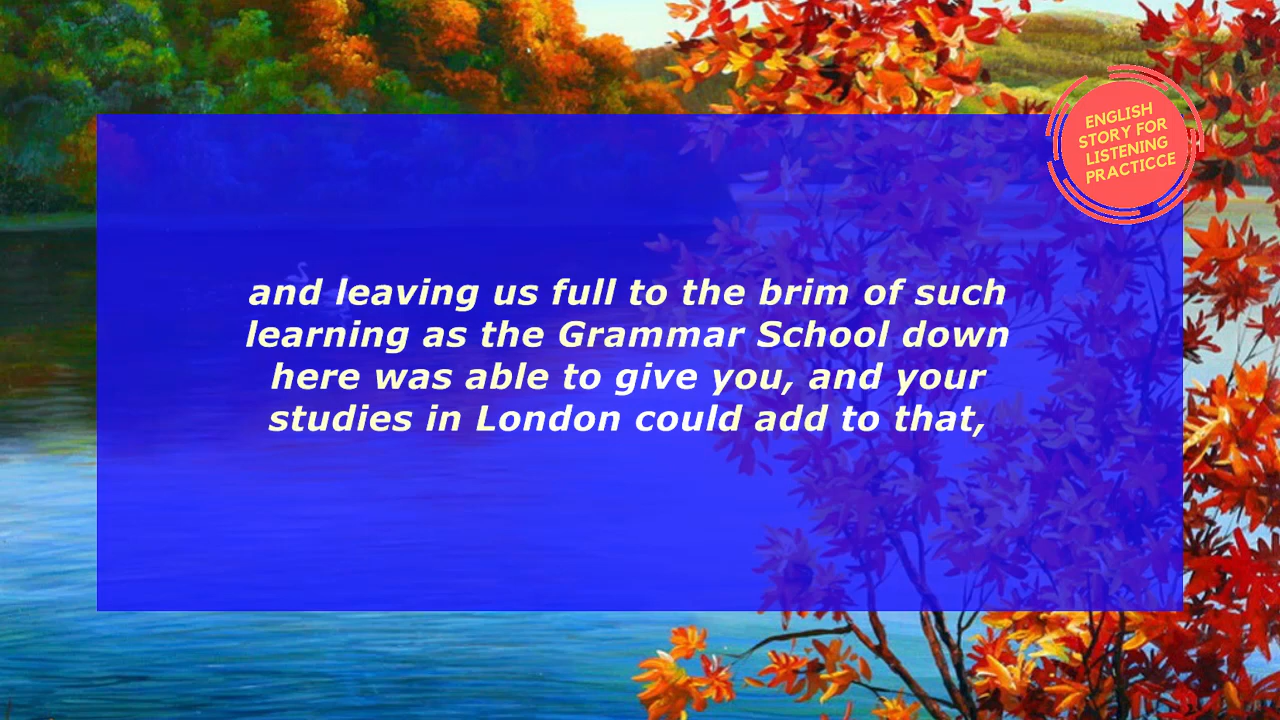 ENGLISH
STORY FOR
LISTENING
PRACTICCE
and leaving us full to the brim of such
learning as the Grammar School down
here was able to give you, and your
studies in London could add to that,